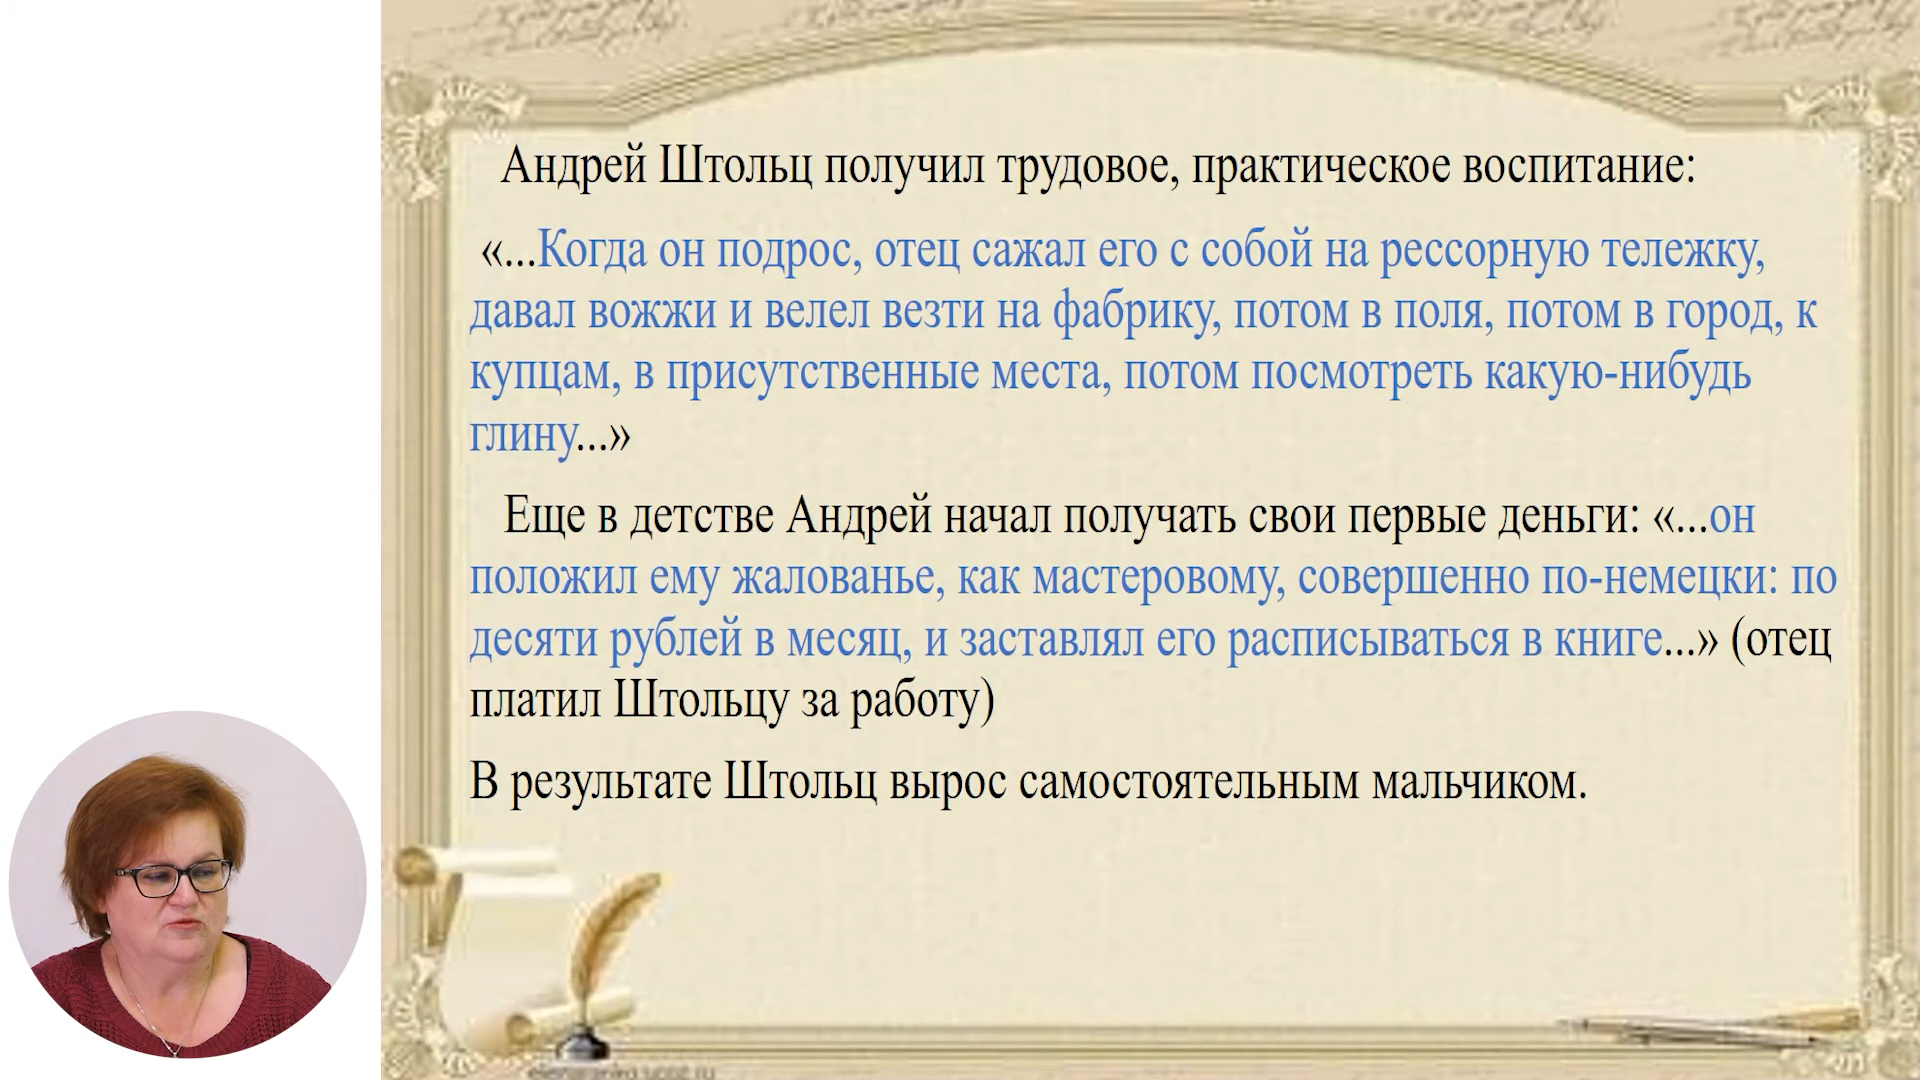 Андрей Штольц получил трудовое, практическое воспитание:
«...Когда он подрос, отец сажал его с собой на рессорную тележку,
давал вожжи и велел везти на фабрику, потом в поля, потом в город, к
купцам, в присутственные места, потом посмотреть какую-нибудь
глину...»
Еще в детстве Андрей начал получать свои первые деньги: «...он
положил ему жалованье, как мастеровому, совершенно по-немецки: по
десяти рублей в месяц, и заставлял его расписываться в книге...» (отец
платил Штольцу за работу)
В результате Штольц вырос самостоятельным мальчиком.